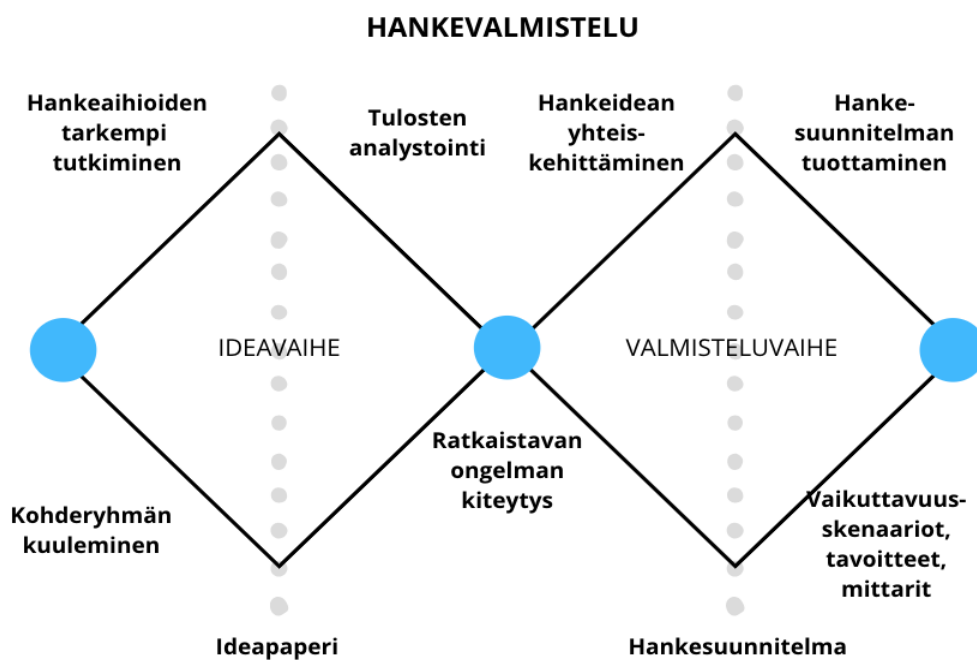 HANKEVALMISTELU
Hankeaihioiden
tarkempi
tutkiminen
Tulosten
analystointi
Hankeidean
yhteis-
kehittäminen
Hanke-
suunnitelman
tuottaminen
IDEAVAIHE
VALMISTELUVAIHE
Kohderyhmän
kuuleminen
Ratkaistavan
ongelman
kiteytys
Vaikuttavuus-
skenaariot,
tavoitteet,
mittarit
Ideapaperi
Hankesuunnitelma